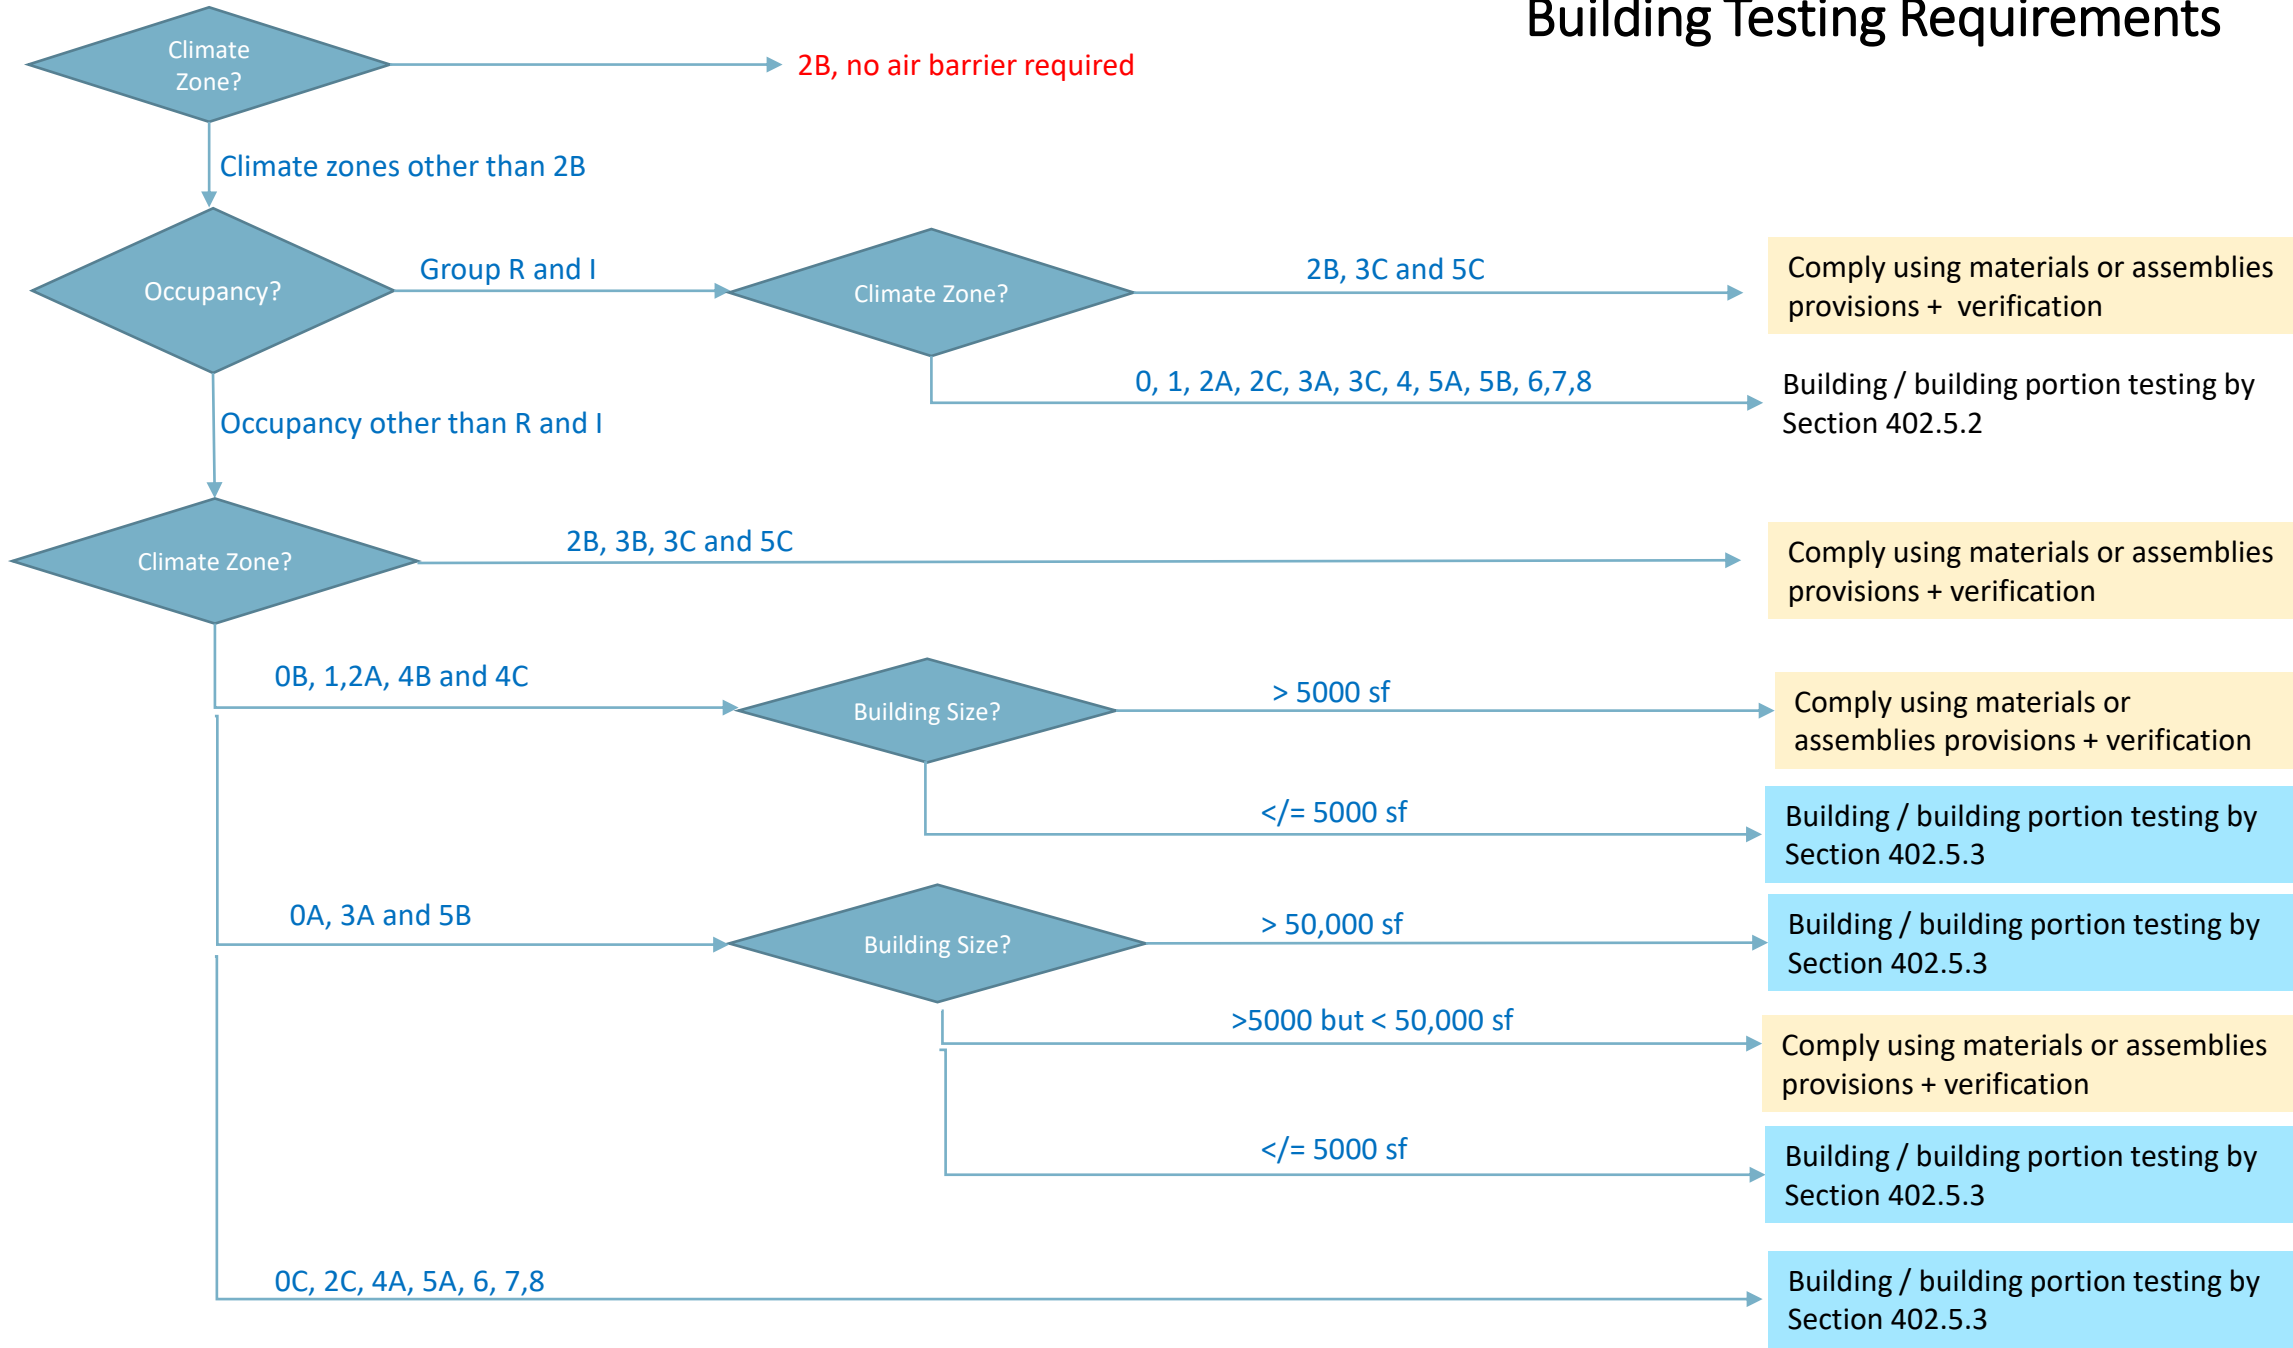 Building Testing Requirements
Climate
Zone?
2B, no air barrier required
Climate zones other than 2B
Occupancy?
Group R and I
Climate Zone?
2B, 3C and 5C
Comply using materials or assemblies
provisions +  verification
0, 1, 2A, 2C, 3A, 3C, 4, 5A, 5B, 6,7,8
Building / building portion testing by
Section 402.5.2
Occupancy other than R and I
Climate Zone?
2B, 3B, 3C and 5C
Comply using materials or assemblies
provisions + verification
0B, 1,2A, 4B and 4C
Building Size?
> 5000 sf
Comply using materials or
assemblies provisions + verification
</= 5000 sf
Building / building portion testing by
Section 402.5.3
0A, 3A and 5B
Building Size?
> 50,000 sf
Building / building portion testing by
Section 402.5.3
>5000 but < 50,000 sf
Comply using materials or assemblies
provisions + verification
</= 5000 sf
Building / building portion testing by
Section 402.5.3
0C, 2C, 4A, 5A, 6, 7,8
Building / building portion testing by
Section 402.5.3